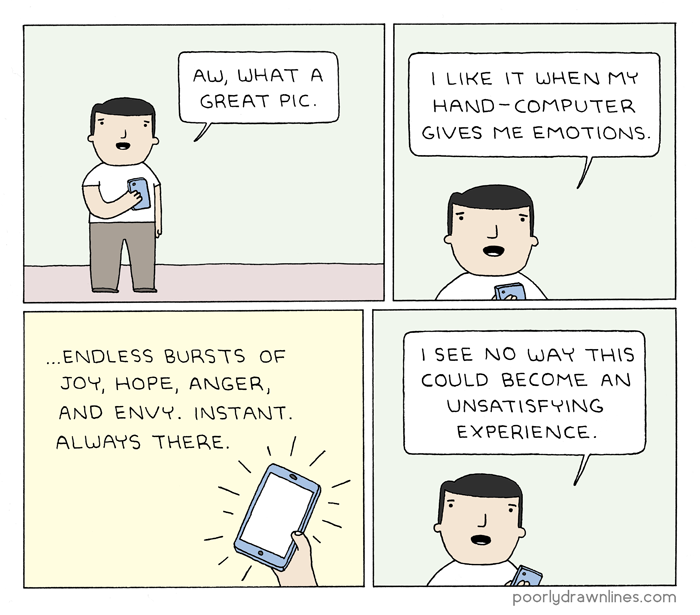 AW, WHAT A
GREAT PIC.
I LIKE IT WHEN MY
HAND-COMPUTER
GIVES ME EMOTIONS.
...ENDLESS BURSTS OF
JOY, HOPE, ANGER,
AND ENVY. INSTANT.
ALWAYS THERE.
I SEE NO WAY THIS
COULD BECOME AN
UNSATISFYING
EXPERIENCE.
poorlydrawnlines.com